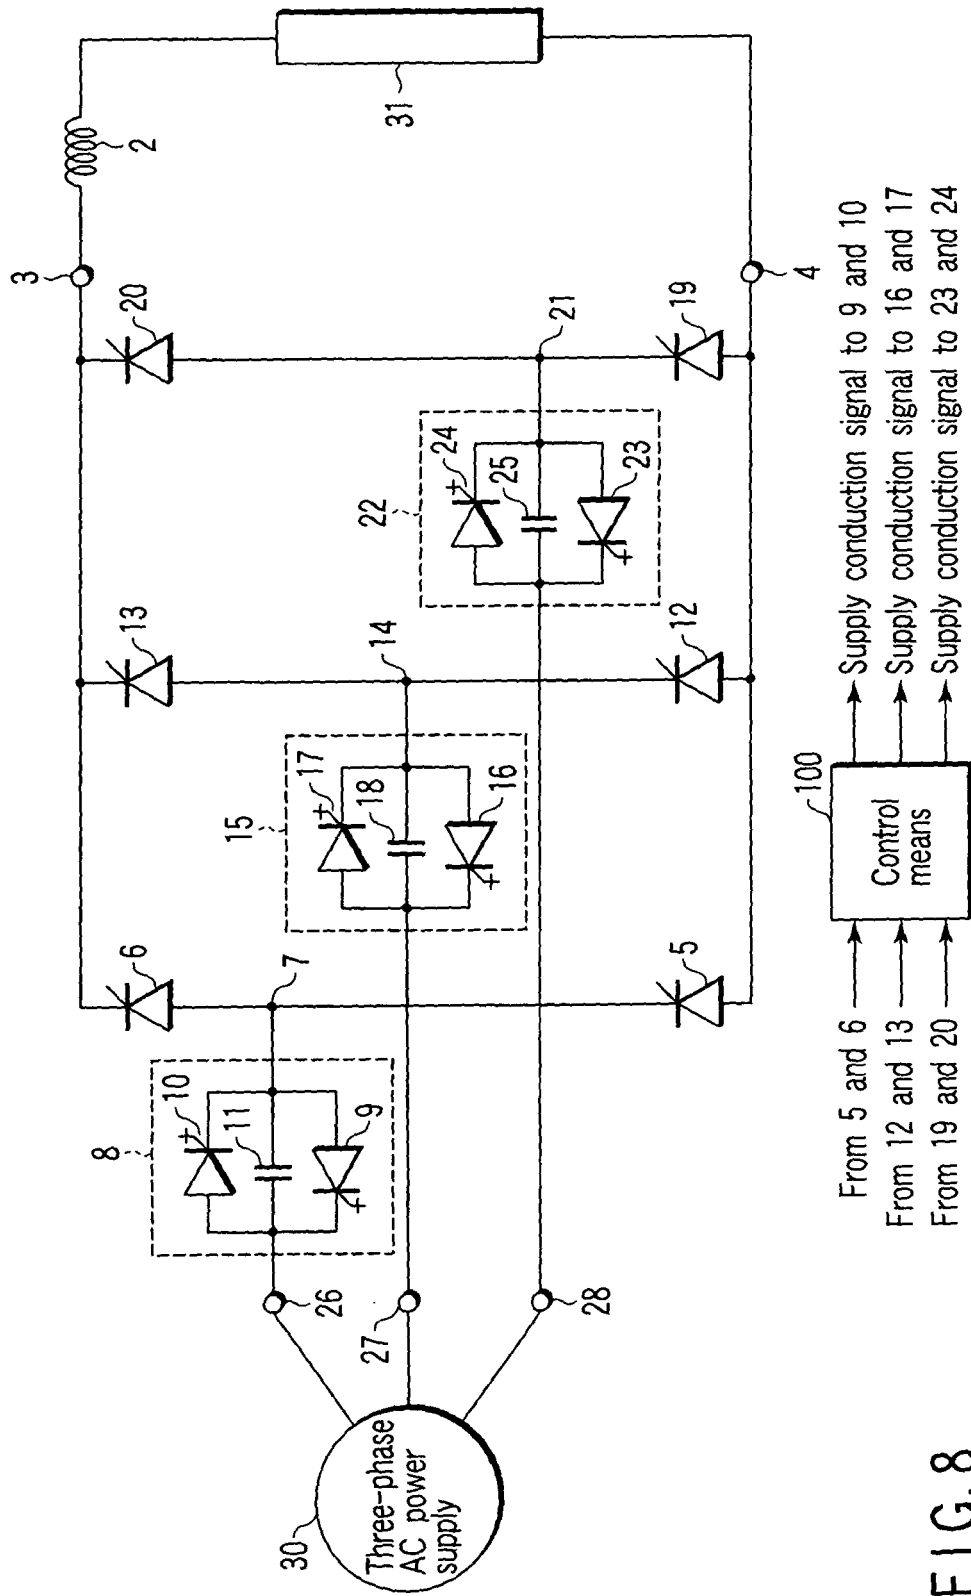 3
20
2
6
13
10
17
24
8
11
15
18
22
25
7
14
21
9
16
23
5
12
19
4
31
26
27
28
30
Three-phase
AC power
supply
From 5 and 6
From 12 and 13
From 19 and 20
100
Control
means
Supply conduction signal to 9 and 10
Supply conduction signal to 16 and 17
Supply conduction signal to 23 and 24
FIG. 8